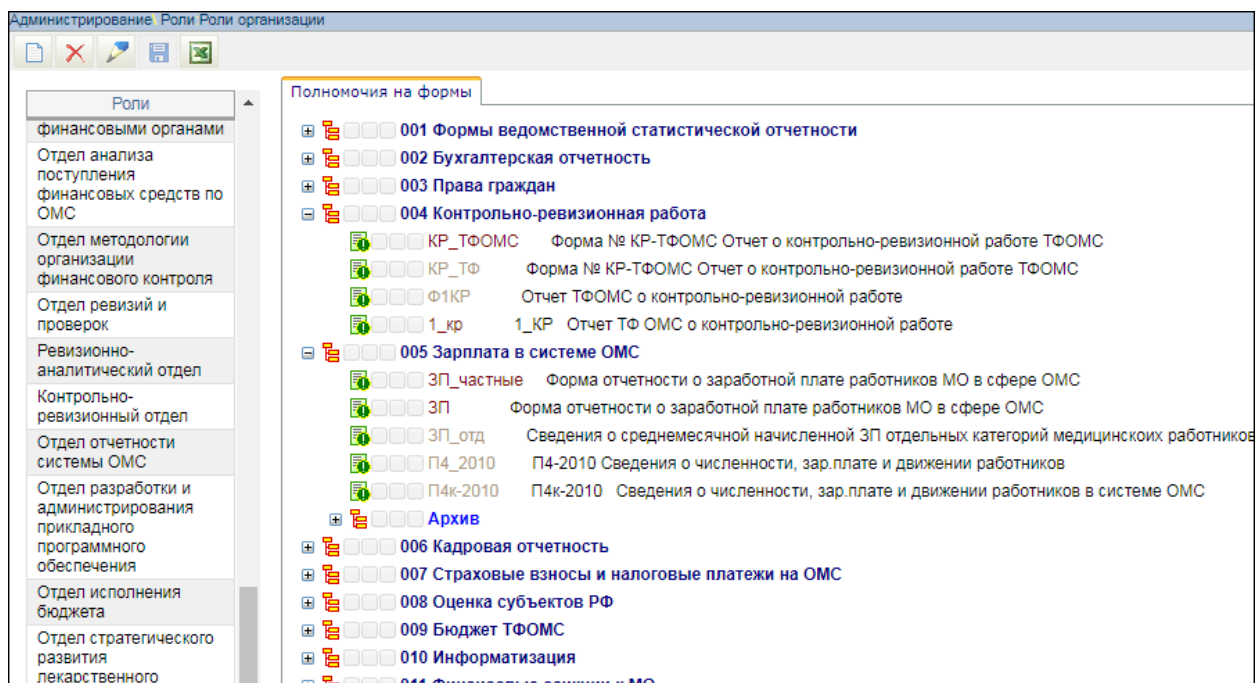 Администрирование\ Роли Роли организации
Роли
финансовыми органами
Отдел анализа
поступления
финансовых средств по
ОМС
Отдел методологии
организации
финансового контроля
Отдел ревизий и
проверок
Ревизионно-
аналитический отдел
Контрольно-
ревизионный отдел
Отдел отчетности
системы ОМС
Отдел разработки и
администрирования
прикладного
программного
обеспечения
Отдел исполнения
бюджета
Отдел стратегического
развития
лекарственного
Полномочия на формы
001 Формы ведомственной статистической отчетности
002 Бухгалтерская отчетность
003 Права граждан
004 Контрольно-ревизионная работа
КР_ТФОМС Форма № КР-ТФОМС Отчет о контрольно-ревизионной работе ТФОМС
КР_ТФ Форма № КР-ТФОМС Отчет о контрольно-ревизионной работе ТФОМС
Ф1КР Отчет ТФОМС о контрольно-ревизионной работе
1_кр 1_КР Отчет ТФ ОМС о контрольно-ревизионной работе
005 Зарплата в системе ОМС
ЗП_частные Форма отчетности о заработной плате работников МО в сфере ОМС
ЗП Форма отчетности о заработной плате работников МО в сфере ОМС
ЗП_отд Сведения о среднемесячной начисленной ЗП отдельных категорий медицинскоих работников
П4_2010 П4-2010 Сведения о численности, зар.плате и движении работников
П4к-2010 П4к-2010 Сведения о численности, зар.плате и движении работников в системе ОМС
Архив
006 Кадровая отчетность
007 Страховые взносы и налоговые платежи на ОМС
008 Оценка субъектов РФ
009 Бюджет ТФОМС
010 Информатизация
011 Финансовые санкции к МО